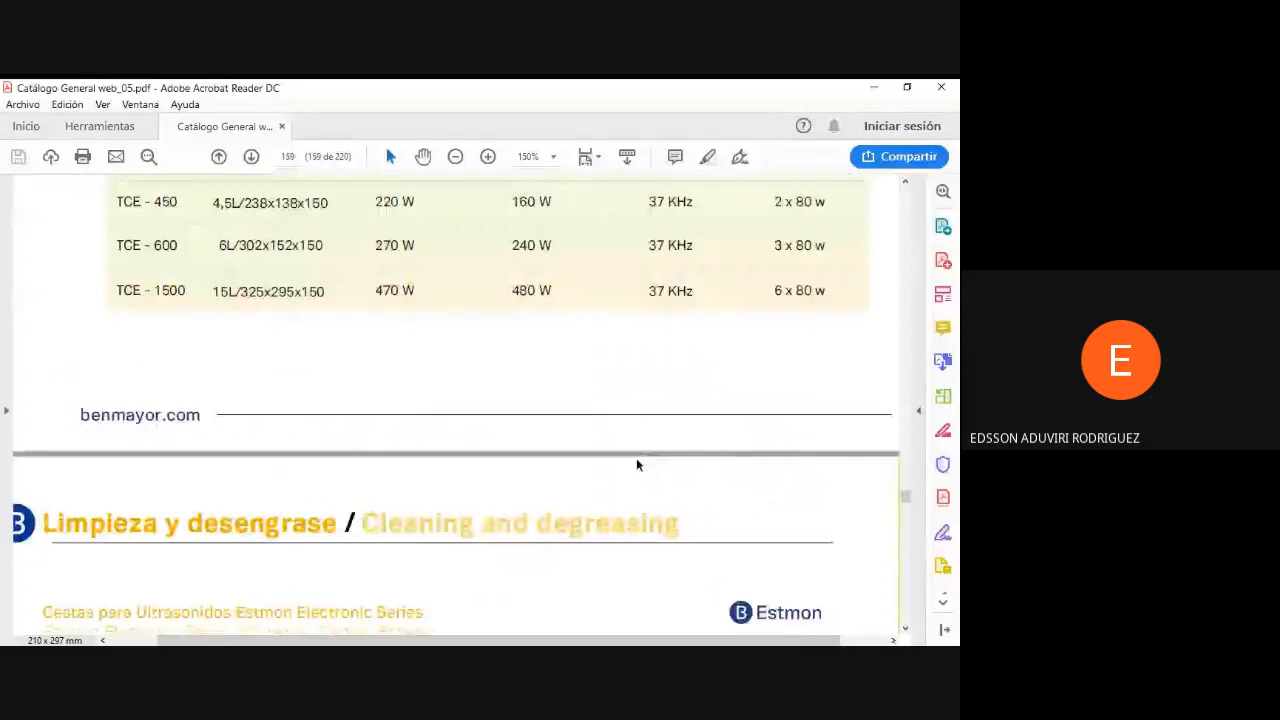 Catálogo General web_05.pdf - Adobe Acrobat Reader DC
Archivo Edición Ver Ventana Ayuda
Inicio Herramientas Catálogo General w... Iniciar sesión
159 (159 de 220) 150% Compartir
TCE - 450 4,5L/238x138x150 220 W 160 W 37 KHz 2 x 80 w
TCE - 600 6L/302x152x150 270 W 240 W 37 KHz 3 x 80 w
TCE - 1500 15L/325x295x150 470 W 480 W 37 KHz 6 x 80 w
benmayor.com
B Limpieza y desengrase / Cleaning and degreasing
Cestas para Ultrasonidos Estmon Electronic Series
B Estmon
210 x 297 mm
E
EDSSON ADUVIRI RODRIGUEZ